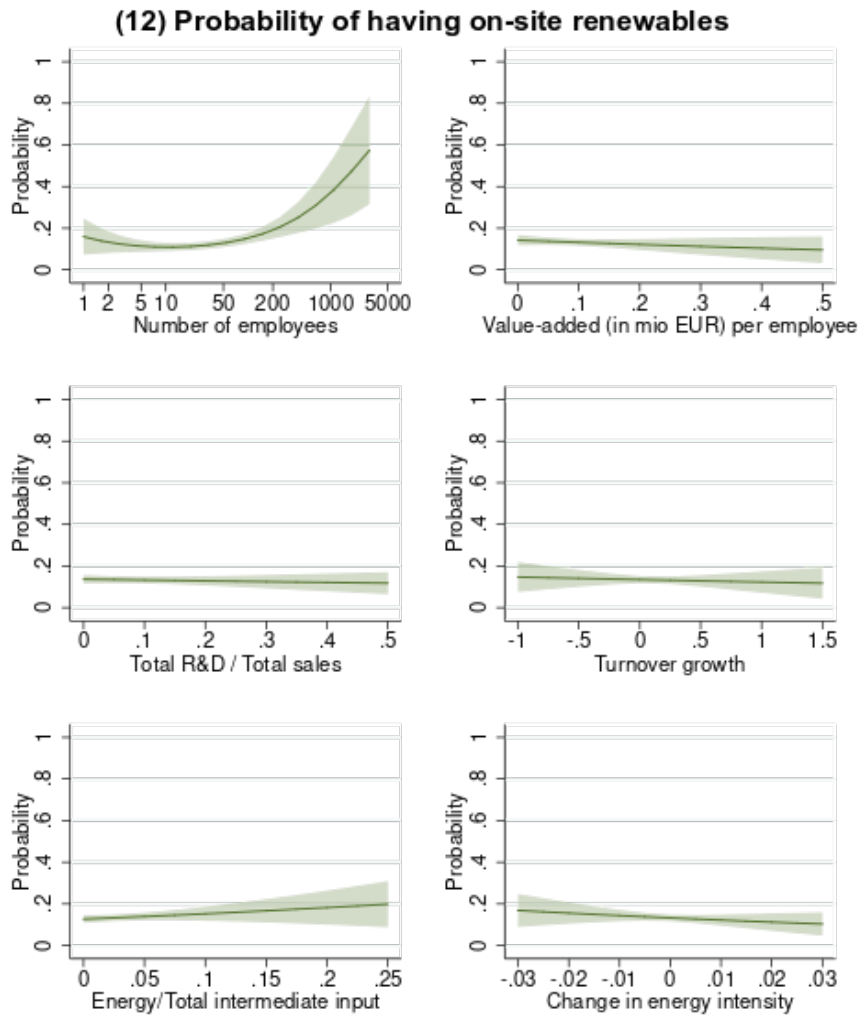 (12) Probability of having on-site renewables
Probability
0 .2 .4 .6 .8 1
1 2 5 10 50 200 1000 5000
Number of employees
Probability
0 .2 .4 .6 .8 1
0 .1 .2 .3 .4 .5
Value-added (in mio EUR) per employee
Probability
0 .2 .4 .6 .8 1
0 .1 .2 .3 .4 .5
Total R&D / Total sales
Probability
0 .2 .4 .6 .8 1
-1 -.5 0 .5 1 1.5
Turnover growth
Probability
0 .2 .4 .6 .8 1
0 .05 .1 .15 .2 .25
Energy/Total intermediate input
Probability
0 .2 .4 .6 .8 1
-.03 -.02 -.01 0 .01 .02 .03
Change in energy intensity